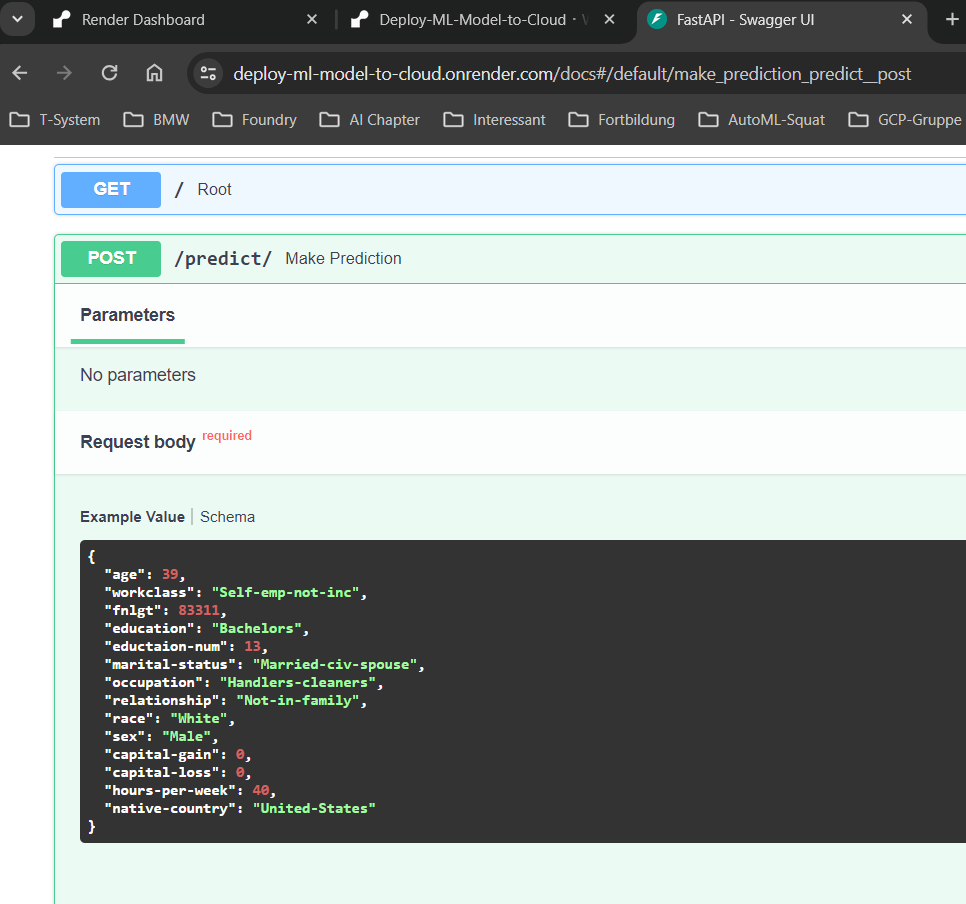 Render Dashboard
Deploy-ML-Model-to-Cloud ·
FastAPI - Swagger UI
deploy-ml-model-to-cloud.onrender.com/docs#/default/make_prediction_predict__post
T-System BMW Foundry AI Chapter Interessant Fortbildung AutoML-Squat GCP-Gruppe
GET / Root
POST /predict/ Make Prediction
Parameters
No parameters
Request body required
Example Value | Schema
{
"age": 39,
"workclass": "Self-emp-not-inc",
"fnlgt": 83311,
"education": "Bachelors",
"eductaion-num": 13,
"marital-status": "Married-civ-spouse",
"occupation": "Handlers-cleaners",
"relationship": "Not-in-family",
"race": "White",
"sex": "Male",
"capital-gain": 0,
"capital-loss": 0,
"hours-per-week": 40,
"native-country": "United-States"
}